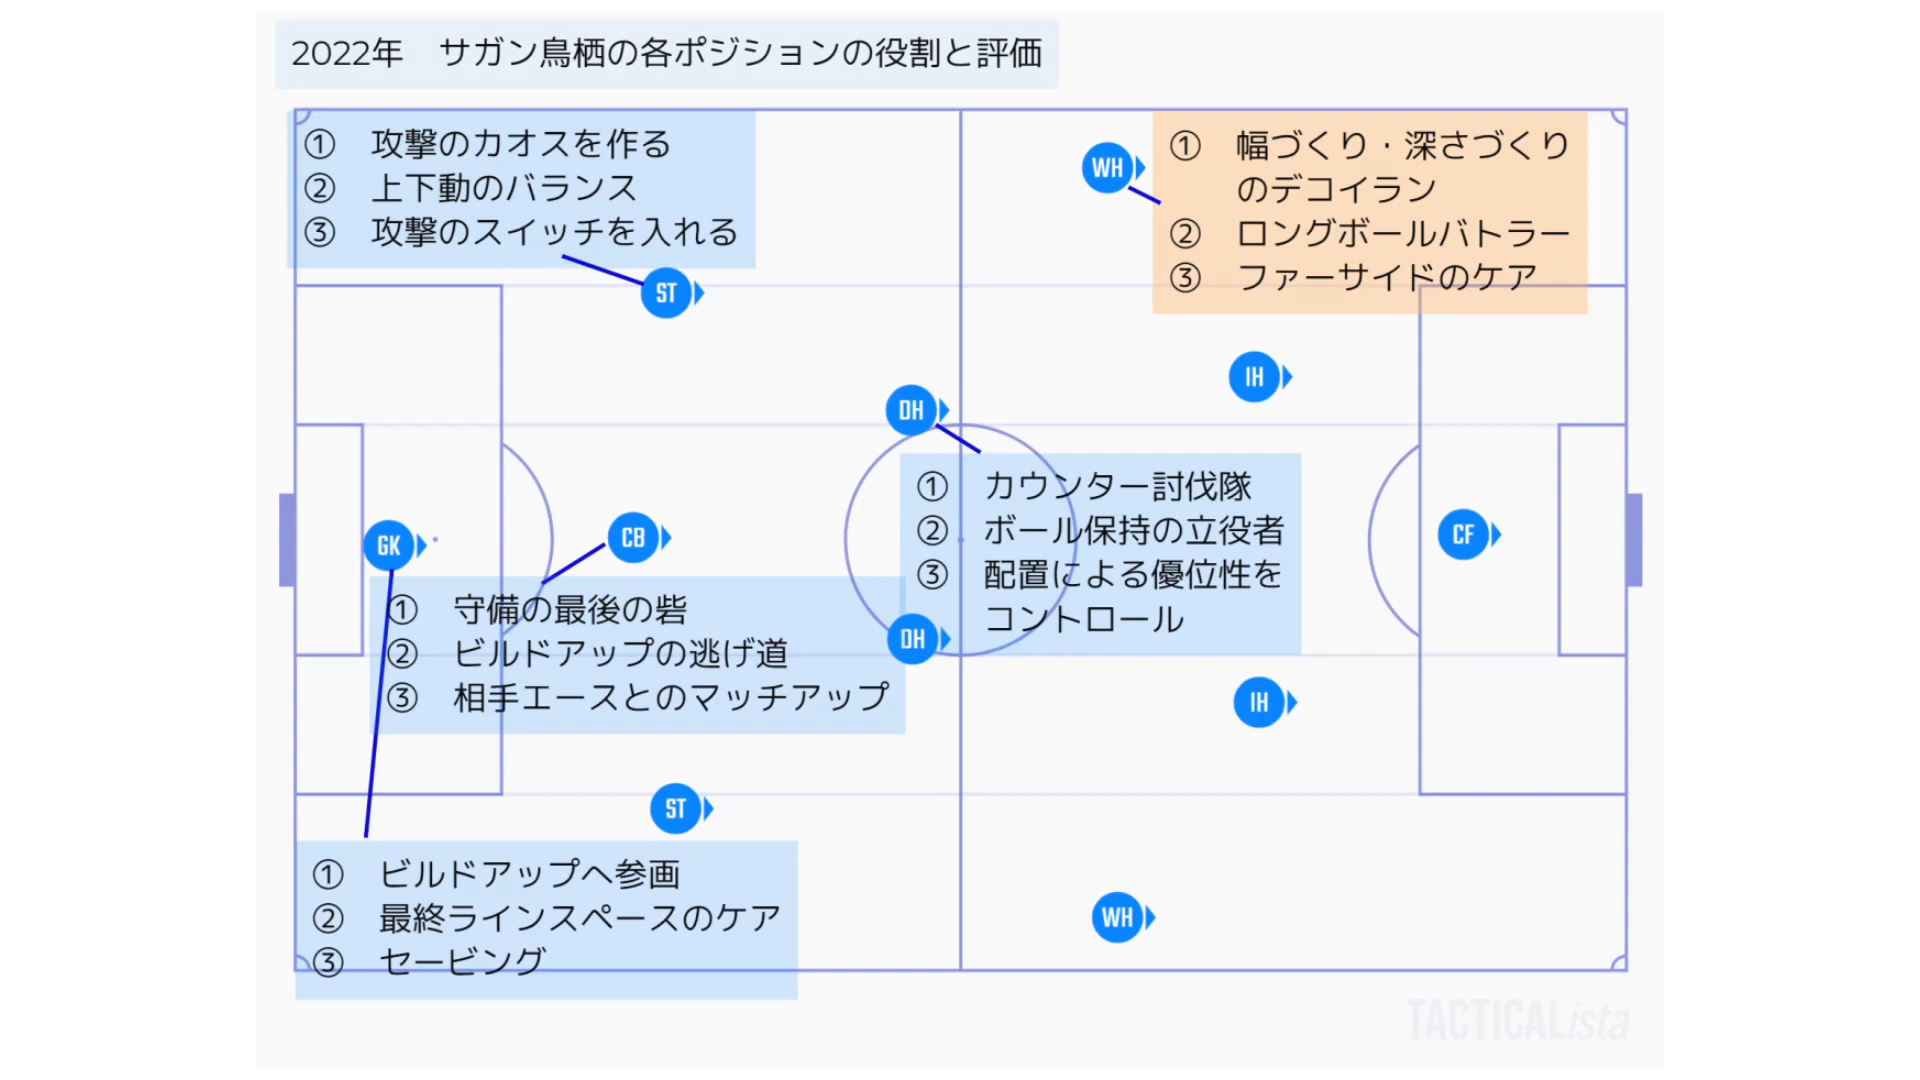 2022年　サガン鳥栖の各ポジションの役割と評価
①　攻撃のカオスを作る
②　上下動のバランス
③　攻撃のスイッチを入れる
WH
①　幅づくり・深さづくり
のデコイラン
②　ロングボールバトラー
③　ファーサイドのケア
ST
IH
DH
①　カウンター討伐隊
②　ボール保持の立役者
③　配置による優位性を
コントロール
GK
CB
CF
①　守備の最後の砦
②　ビルドアップの逃げ道
③　相手エースとのマッチアップ
DH
IH
ST
①　ビルドアップへ参画
②　最終ラインスペースのケア
③　セービング
WH
TACTICALista